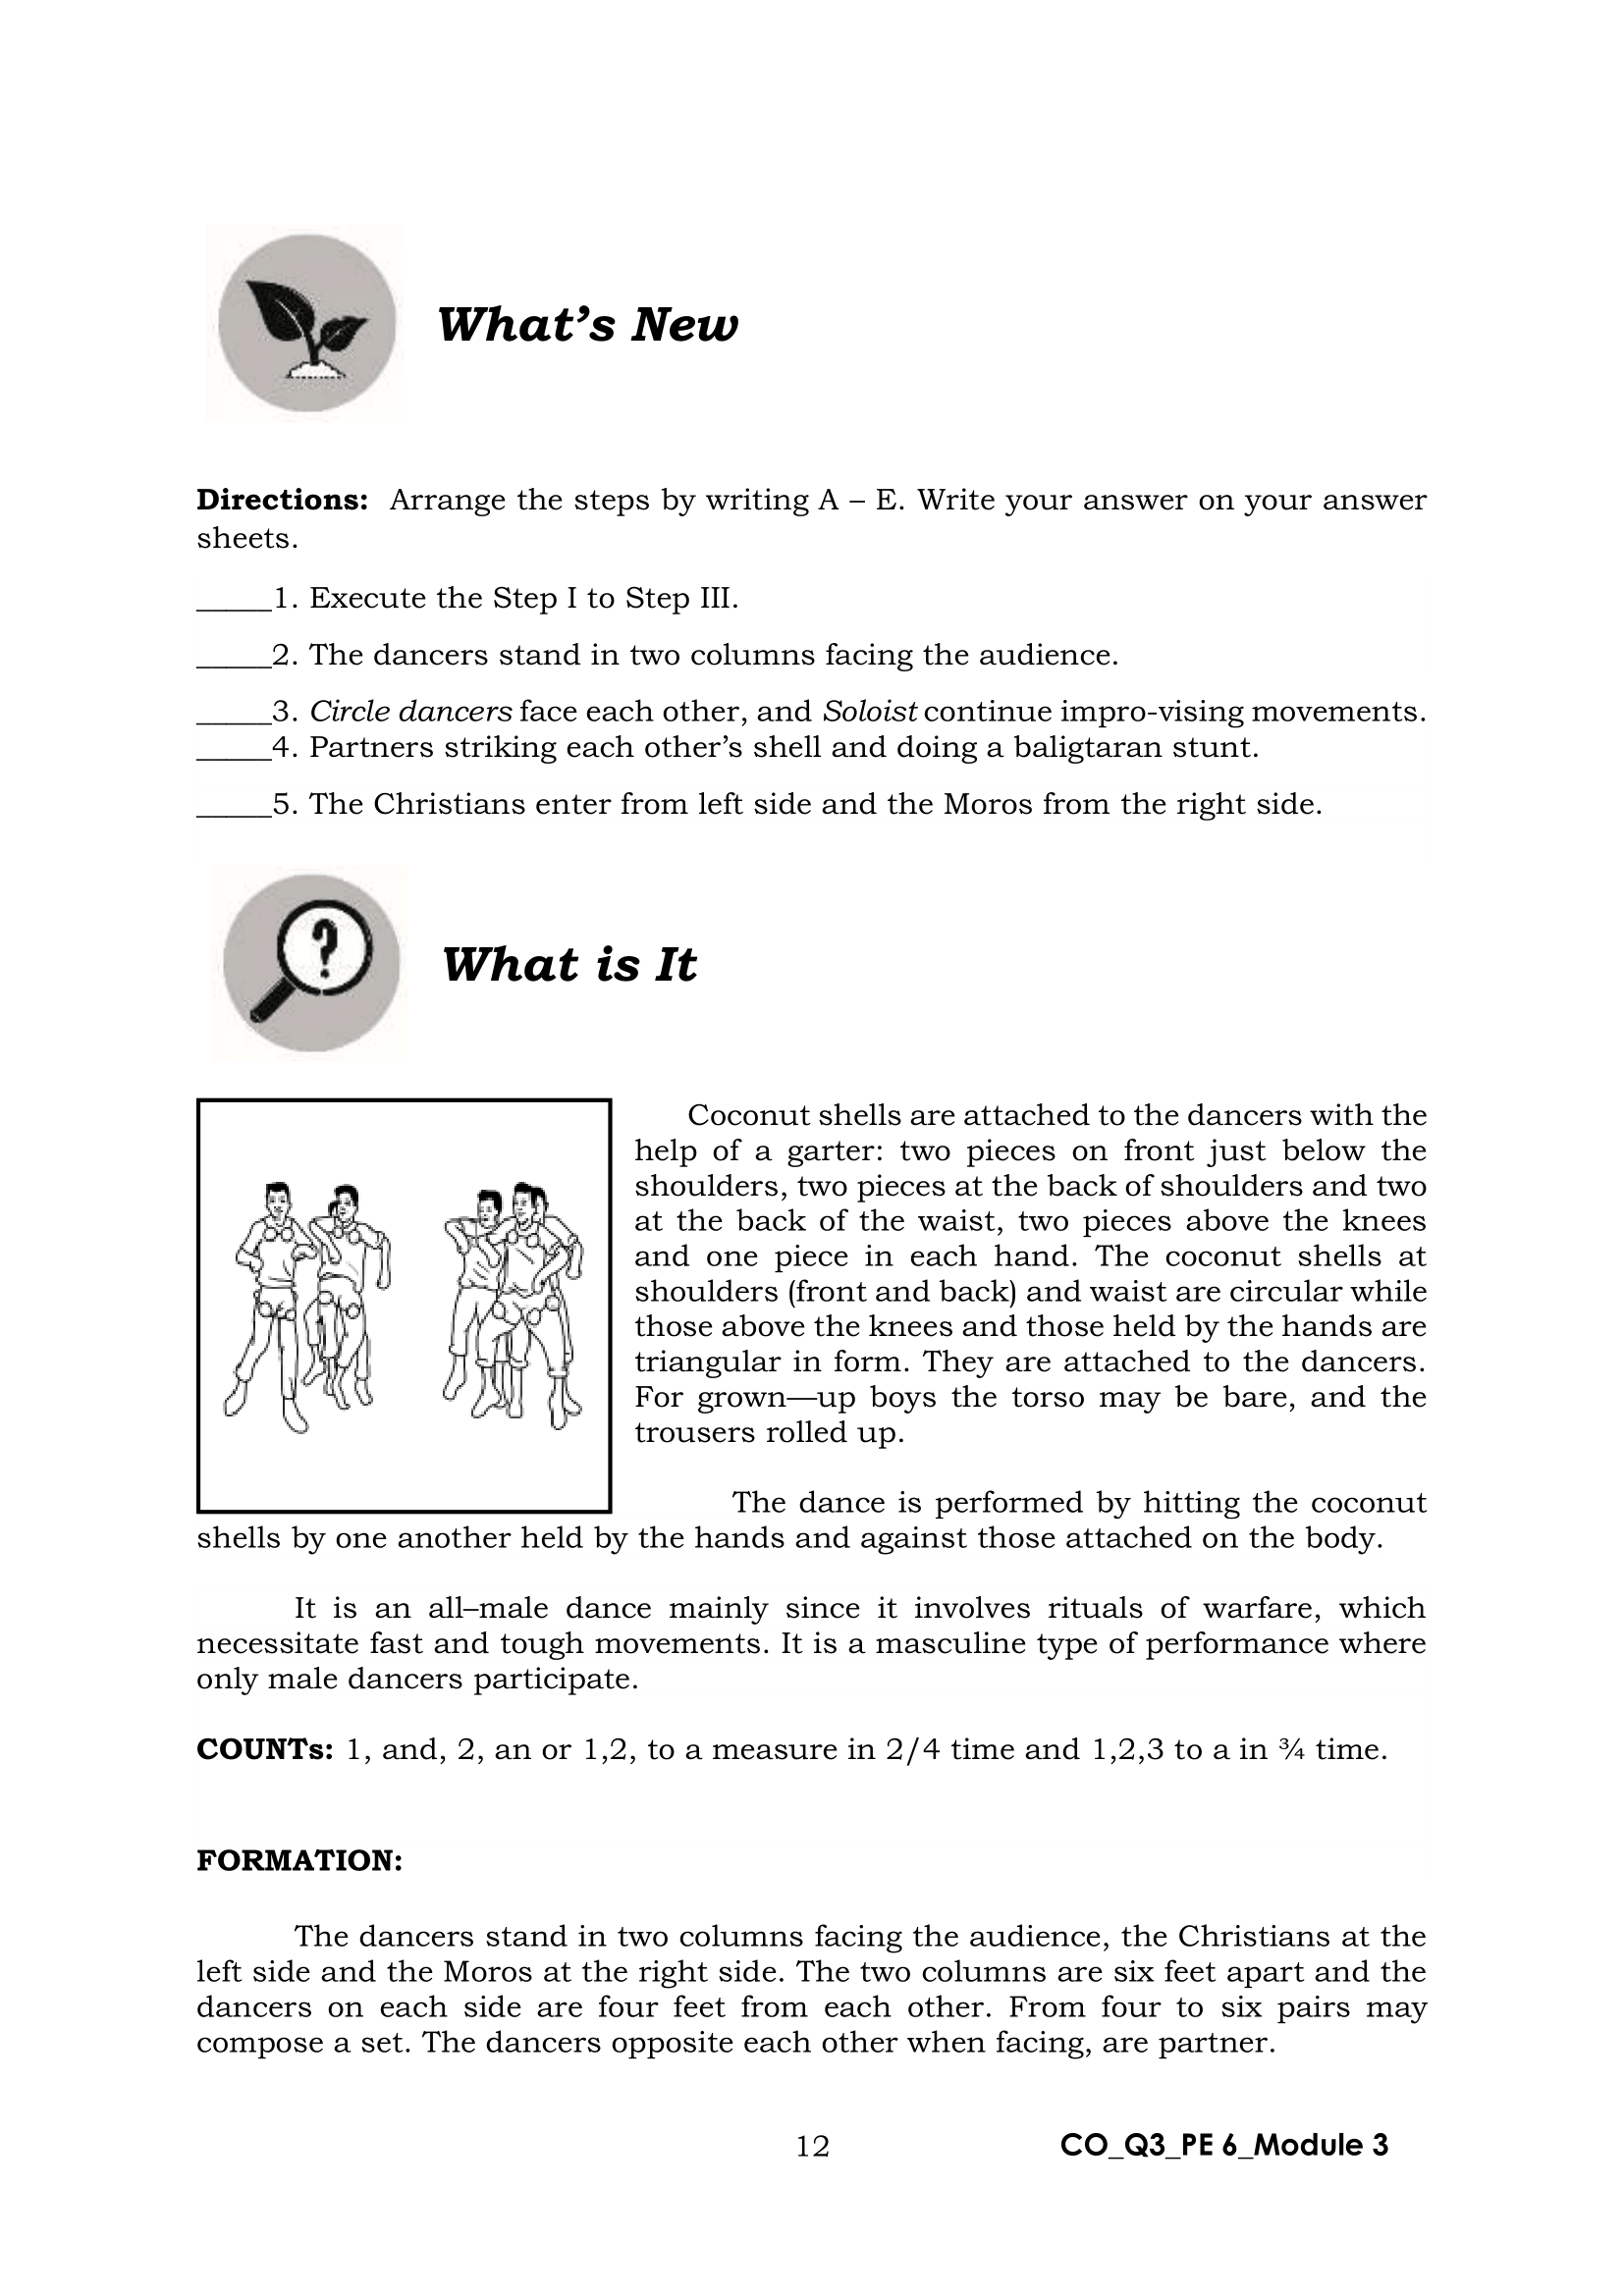 What's New
Directions: Arrange the steps by writing A – E. Write your answer on your answer
sheets.
_____1. Execute the Step I to Step III.
_____2. The dancers stand in two columns facing the audience.
_____3. Circle dancers face each other, and Soloist continue impro-vising movements.
_____4. Partners striking each other's shell and doing a baligtaran stunt.
_____5. The Christians enter from left side and the Moros from the right side.
?
What is It
Coconut shells are attached to the dancers with the
help of a garter: two pieces on front just below the
shoulders, two pieces at the back of shoulders and two
at the back of the waist, two pieces above the knees
and one piece in each hand. The coconut shells at
shoulders (front and back) and waist are circular while
those above the knees and those held by the hands are
triangular in form. They are attached to the dancers.
For grown—up boys the torso may be bare, and the
trousers rolled up.
The dance is performed by hitting the coconut
shells by one another held by the hands and against those attached on the body.
It is an all–male dance mainly since it involves rituals of warfare, which
necessitate fast and tough movements. It is a masculine type of performance where
only male dancers participate.
COUNTs: 1, and, 2, an or 1,2, to a measure in 2/4 time and 1,2,3 to a in ¾ time.
FORMATION:
The dancers stand in two columns facing the audience, the Christians at the
left side and the Moros at the right side. The two columns are six feet apart and the
dancers on each side are four feet from each other. From four to six pairs may
compose a set. The dancers opposite each other when facing, are partner.
12
CO_Q3_PE 6_Module 3